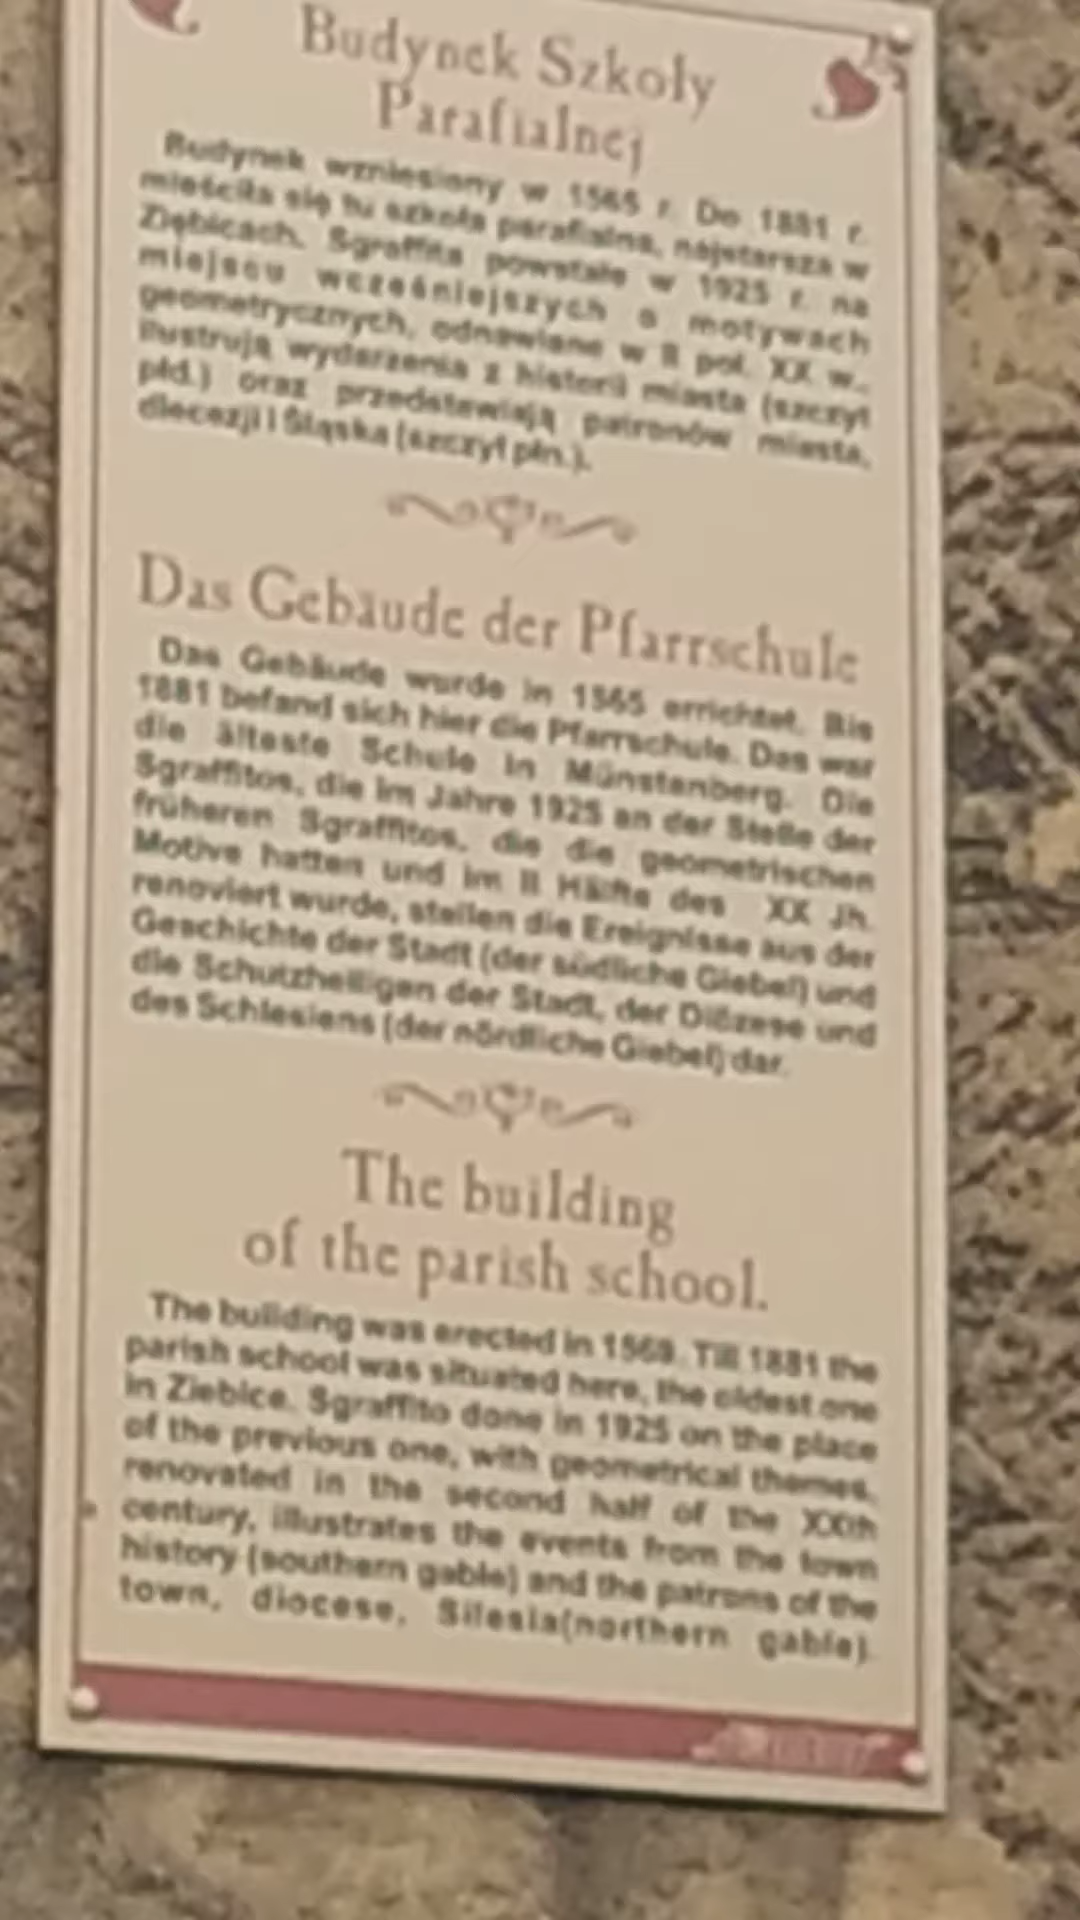 Budynek Szkoły
Parafialnej
Budynek wzniesiony w 1565 r. Do 1881 r.
mieściła się tu szkoła parafialna, najstarsza w
Ziębicach. Sgraffita powstałe w 1925 r. na
miejscu wcześniejszych o motywach
geometrycznych, odnawiane w II poł. XX w.,
ilustrują wydarzenia z historii miasta (szczyt
płd.) oraz przedstawiają patronów miasta,
diecezji i Śląska (szczyt płn.).
Das Gebäude der Pfarrschule
Das Gebäude wurde in 1565 errichtet. Bis
1881 befand sich hier die Pfarrschule. Das war
die älteste Schule in Münstenberg. Die
Sgraffitos, die im Jahre 1925 an der Stelle der
früheren Sgraffitos, die die geometrischen
Motive hatten und im II Hälfte des XX Jh.
renoviert wurde, stellen die Ereignisse aus der
Geschichte der Stadt (der südliche Giebel) und
die Schutzheiligen der Stadt, der Diözese und
des Schlesiens (der nördliche Giebel) dar.
The building
of the parish school.
The building was erected in Till 1881 the
parish school was situated here, the oldest one
in Ziebice. Sgraffito done in 1925 on the place
of the previous one, with geometrical themes,
renovated in the second half of the XXth
century, illustrates the events from the town
history (southern gable) and the patrons of the
town, diocese, Silesia(northern gable).